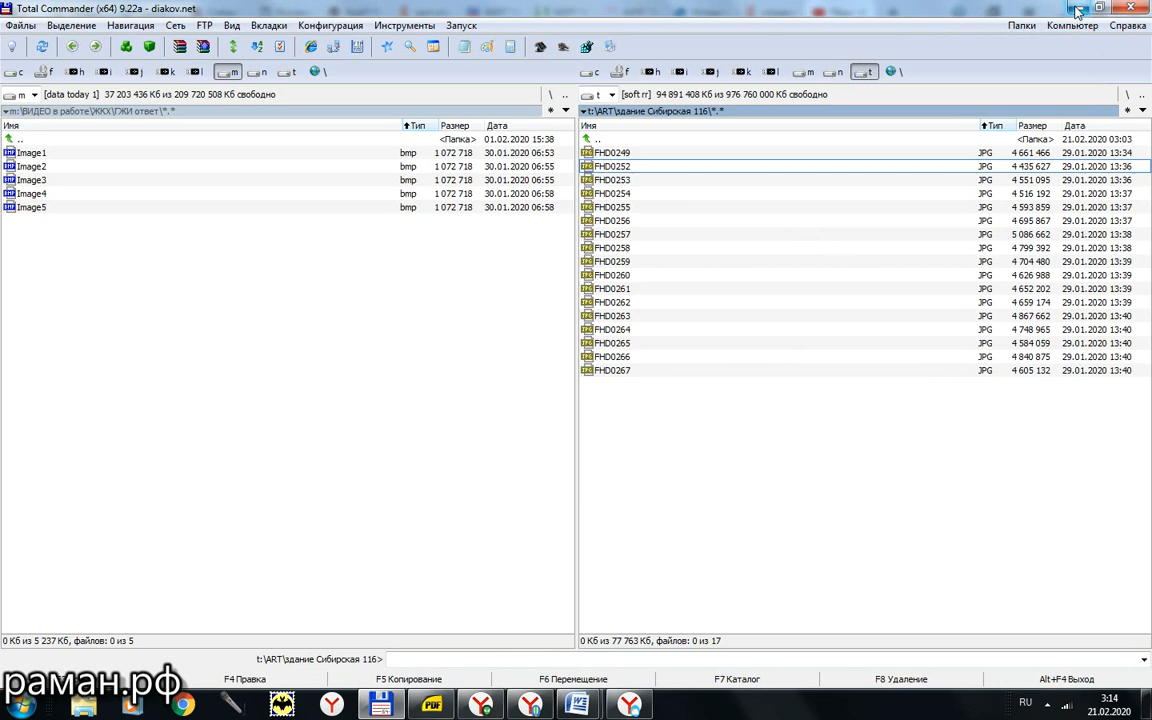 Total Commander (x64) 9.22a - diakov.net
Файлы Выделение Навигация Сеть FTP Вид Вкладки Конфигурация Инструменты Запуск Папки Компьютер Справка
c f h i j k l m n t \ c f h i j k l m n t \
m [data today 1] 37 203 436 Кб из 209 720 508 Кб свободно \ .. t [soft rr] 94 891 408 Кб из 976 760 000 Кб свободно \ ..
m:\ВИДЕО в работе\ЖКХ\ГЖИ ответ\*.* * t:\ART\здание Сибирская 116\*.* *
Имя Тип Размер Дата Имя Тип Размер Дата
.. <Папка> 01.02.2020 15:38 .. <Папка> 21.02.2020 03:03
Image1 bmp 1 072 718 30.01.2020 06:53 FHD0249 JPG 4 661 466 29.01.2020 13:34
Image2 bmp 1 072 718 30.01.2020 06:55 FHD0252 JPG 4 435 627 29.01.2020 13:36
Image3 bmp 1 072 718 30.01.2020 06:55 FHD0253 JPG 4 551 095 29.01.2020 13:36
Image4 bmp 1 072 718 30.01.2020 06:58 FHD0254 JPG 4 516 192 29.01.2020 13:37
Image5 bmp 1 072 718 30.01.2020 06:58 FHD0255 JPG 4 593 859 29.01.2020 13:37
FHD0256 JPG 4 695 867 29.01.2020 13:37
FHD0257 JPG 5 086 662 29.01.2020 13:38
FHD0258 JPG 4 799 392 29.01.2020 13:38
FHD0259 JPG 4 704 480 29.01.2020 13:39
FHD0260 JPG 4 626 988 29.01.2020 13:39
FHD0261 JPG 4 652 202 29.01.2020 13:39
FHD0262 JPG 4 659 174 29.01.2020 13:39
FHD0263 JPG 4 867 662 29.01.2020 13:40
FHD0264 JPG 4 748 965 29.01.2020 13:40
FHD0265 JPG 4 584 059 29.01.2020 13:40
FHD0266 JPG 4 840 875 29.01.2020 13:40
FHD0267 JPG 4 605 132 29.01.2020 13:40
0 Кб из 5 237 Кб, файлов: 0 из 5 0 Кб из 77 763 Кб, файлов: 0 из 17
t:\ART\здание Сибирская 116>
F4 Правка F5 Копирование F6 Перемещение F7 Каталог F8 Удаление Alt+F4 Выход
раман.рф
PDF RU 3:14
21.02.2020